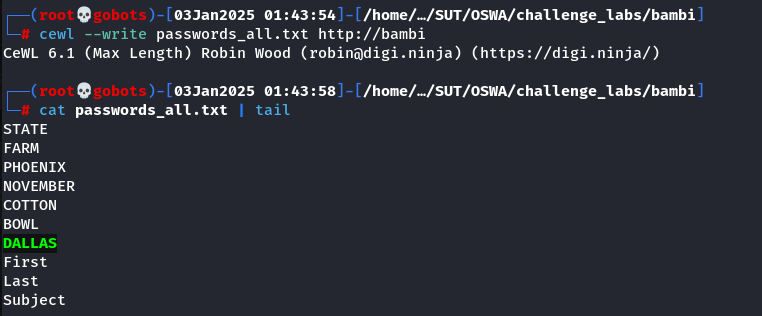 ┌──(root💀gobots)-[03Jan2025 01:43:54]-[/home/…/SUT/OSWA/challenge_labs/bambi]
└─# cewl --write passwords_all.txt http://bambi
CeWL 6.1 (Max Length) Robin Wood (robin@digi.ninja) (https://digi.ninja/)
┌──(root💀gobots)-[03Jan2025 01:43:58]-[/home/…/SUT/OSWA/challenge_labs/bambi]
└─# cat passwords_all.txt | tail
STATE
FARM
PHOENIX
NOVEMBER
COTTON
BOWL
DALLAS
First
Last
Subject